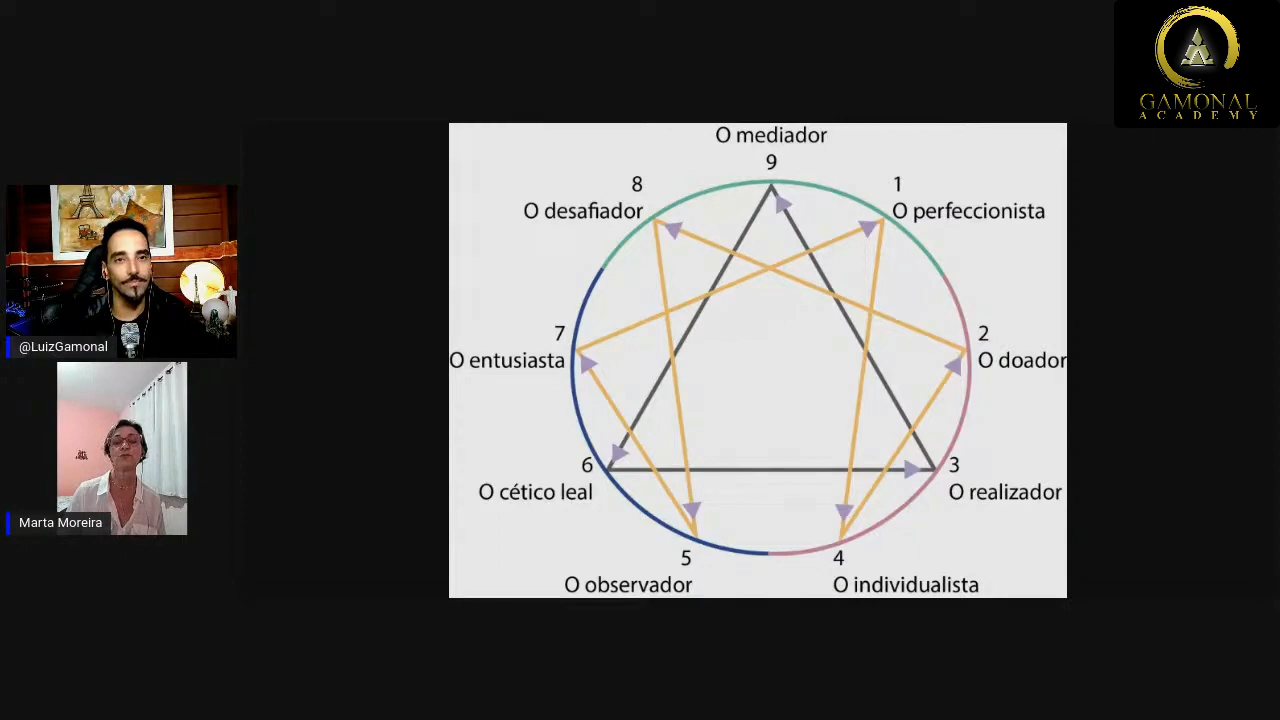 GAMONAL
ACADEMY
O mediador
9
8
O desafiador
1
O perfeccionista
7
O entusiasta
2
O doador
6
O cético leal
3
O realizador
5
O observador
4
O individualista
@LuizGamonal
Marta Moreira